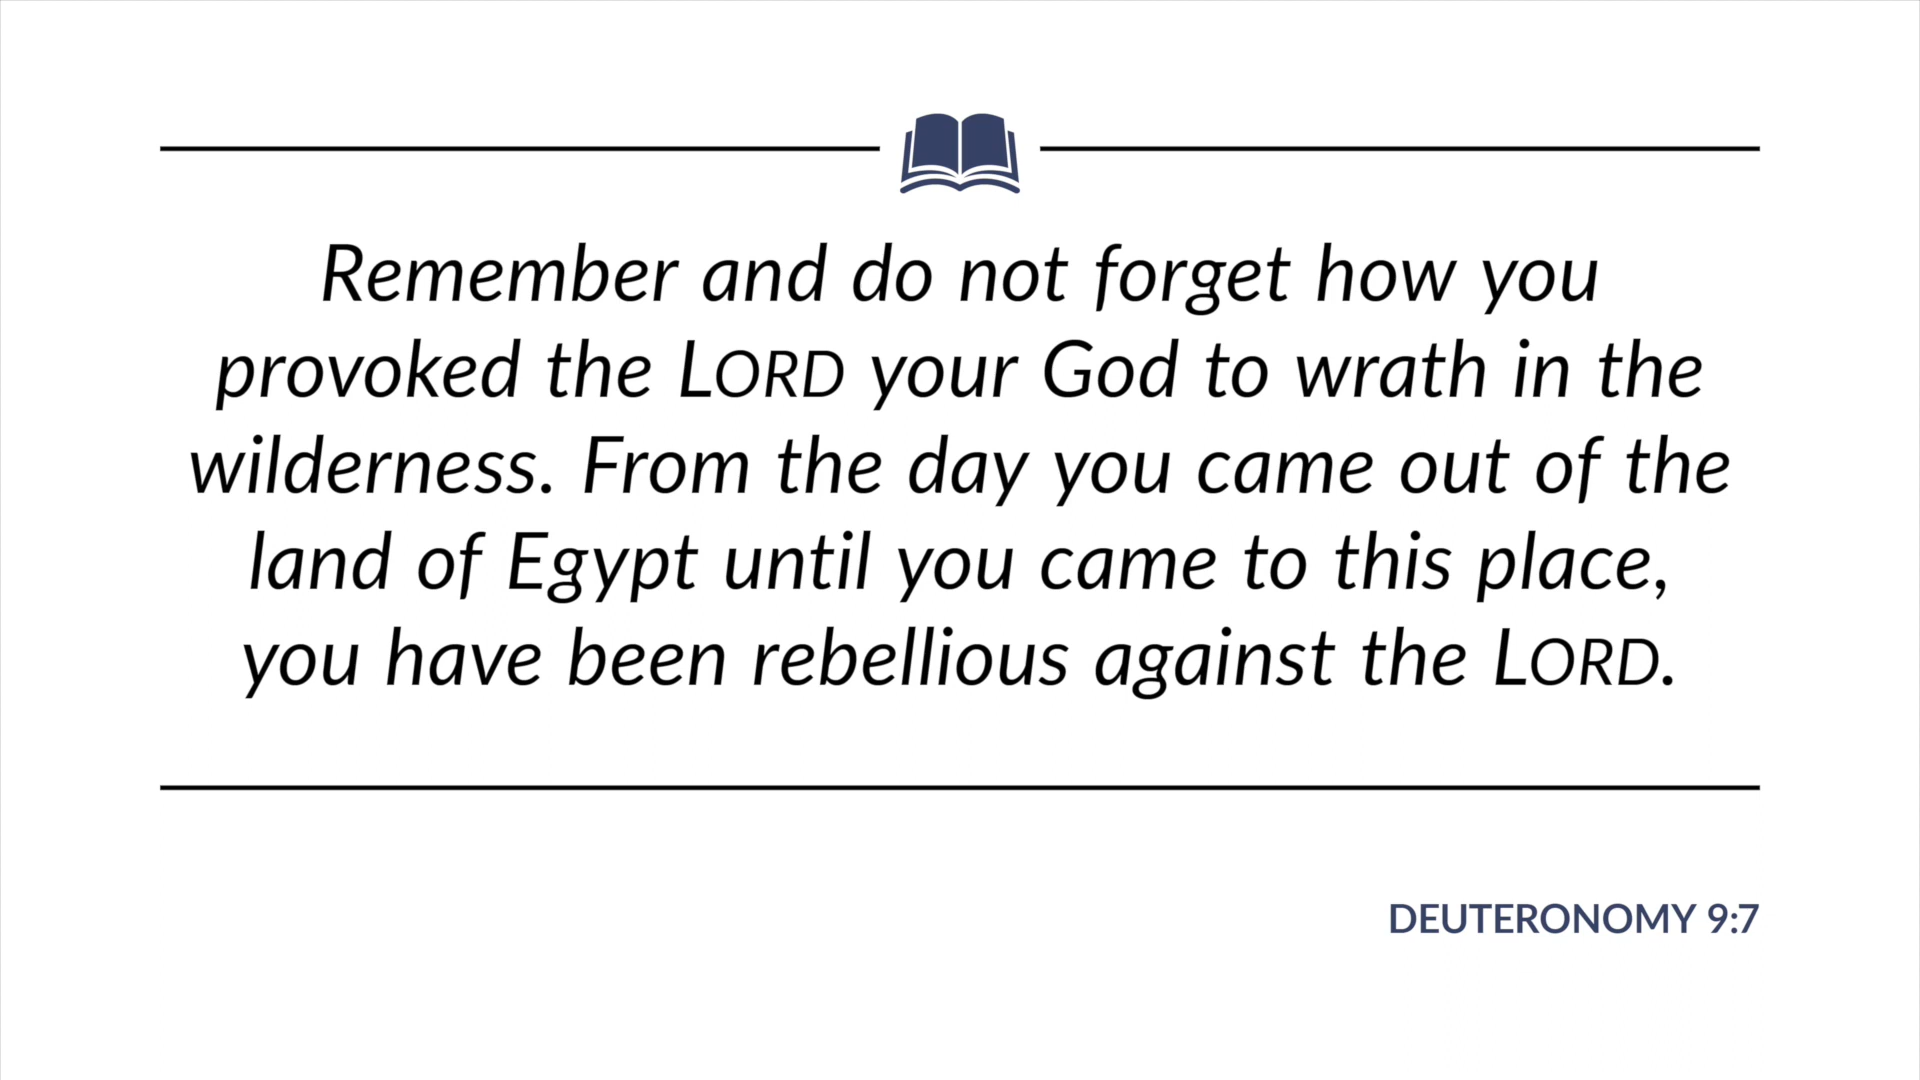 Remember and do not forget how you
provoked the LORD your God to wrath in the
wilderness. From the day you came out of the
land of Egypt until you came to this place,
you have been rebellious against the LORD.
DEUTERONOMY 9:7